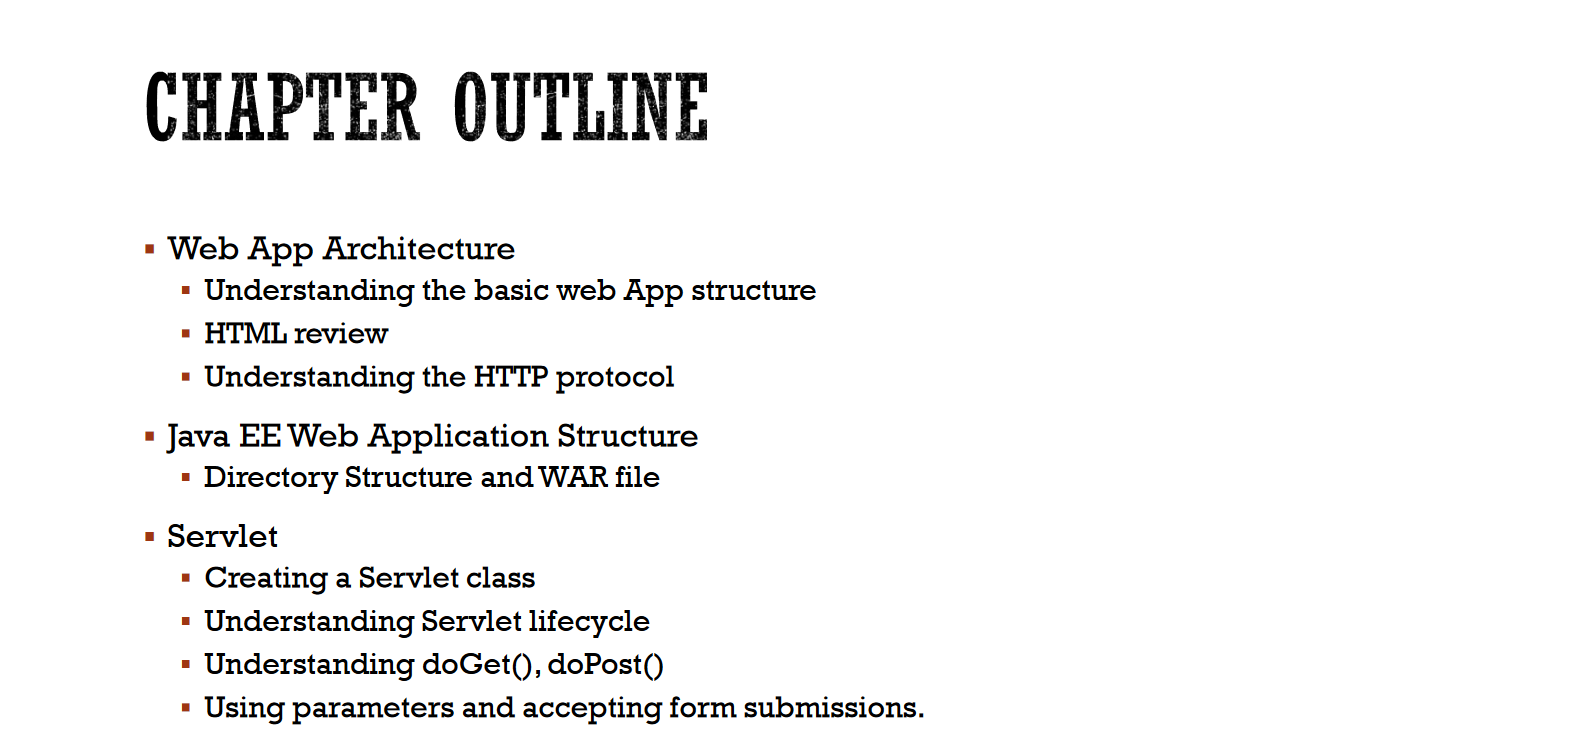 CHAPTER OUTLINE
▪ Web App Architecture
▪ Understanding the basic web App structure
▪ HTML review
▪ Understanding the HTTP protocol
▪ Java EE Web Application Structure
▪ Directory Structure and WAR file
▪ Servlet
▪ Creating a Servlet class
▪ Understanding Servlet lifecycle
▪ Understanding doGet(), doPost()
▪ Using parameters and accepting form submissions.